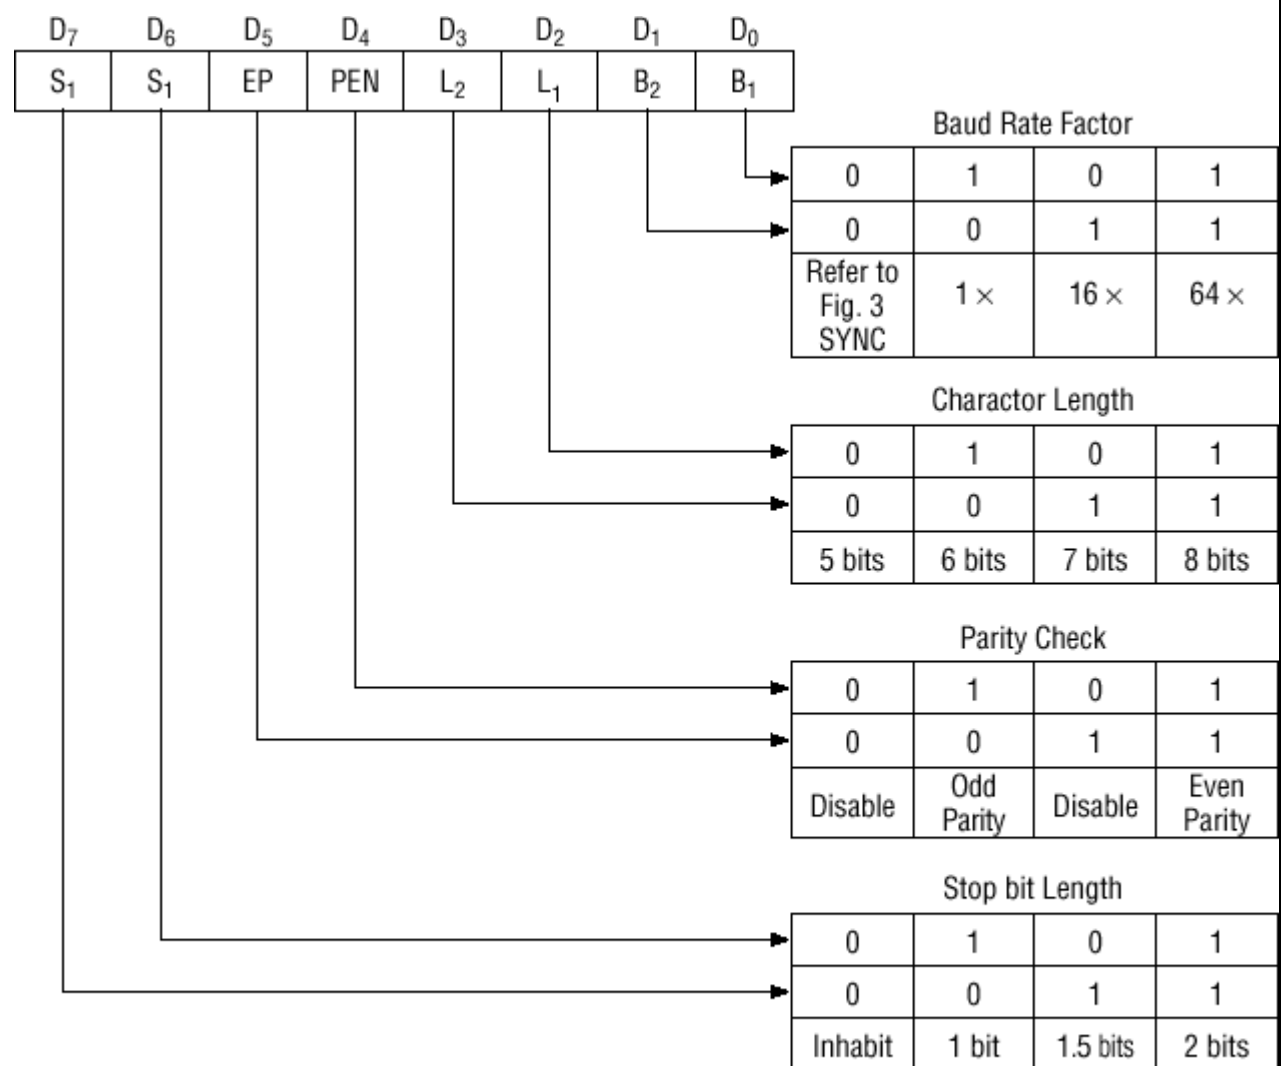 D7 D6 D5 D4 D3 D2 D1 D0
S1 S1 EP PEN L2 L1 B2 B1
Baud Rate Factor
0 1 0 1
0 0 1 1
Refer to
Fig. 3
SYNC
1 × 16 × 64 ×
Charactor Length
0 1 0 1
0 0 1 1
5 bits 6 bits 7 bits 8 bits
Parity Check
0 1 0 1
0 0 1 1
Disable Odd Parity Disable Even Parity
Stop bit Length
0 1 0 1
0 0 1 1
Inhabit 1 bit 1.5 bits 2 bits